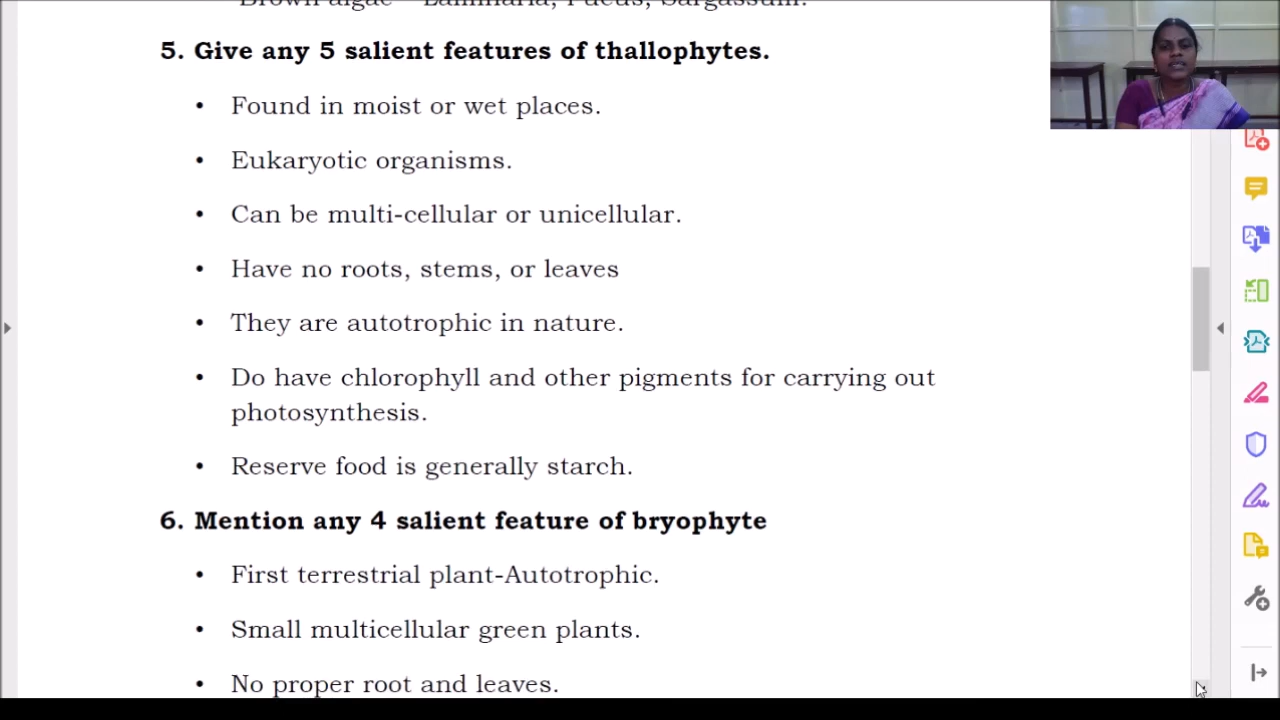 Brown algae - Laminaria, Fucus, Sargassum.
5. Give any 5 salient features of thallophytes.
• Found in moist or wet places.
• Eukaryotic organisms.
• Can be multi-cellular or unicellular.
• Have no roots, stems, or leaves
• They are autotrophic in nature.
• Do have chlorophyll and other pigments for carrying out
photosynthesis.
• Reserve food is generally starch.
6. Mention any 4 salient feature of bryophyte
• First terrestrial plant-Autotrophic.
• Small multicellular green plants.
• No proper root and leaves.